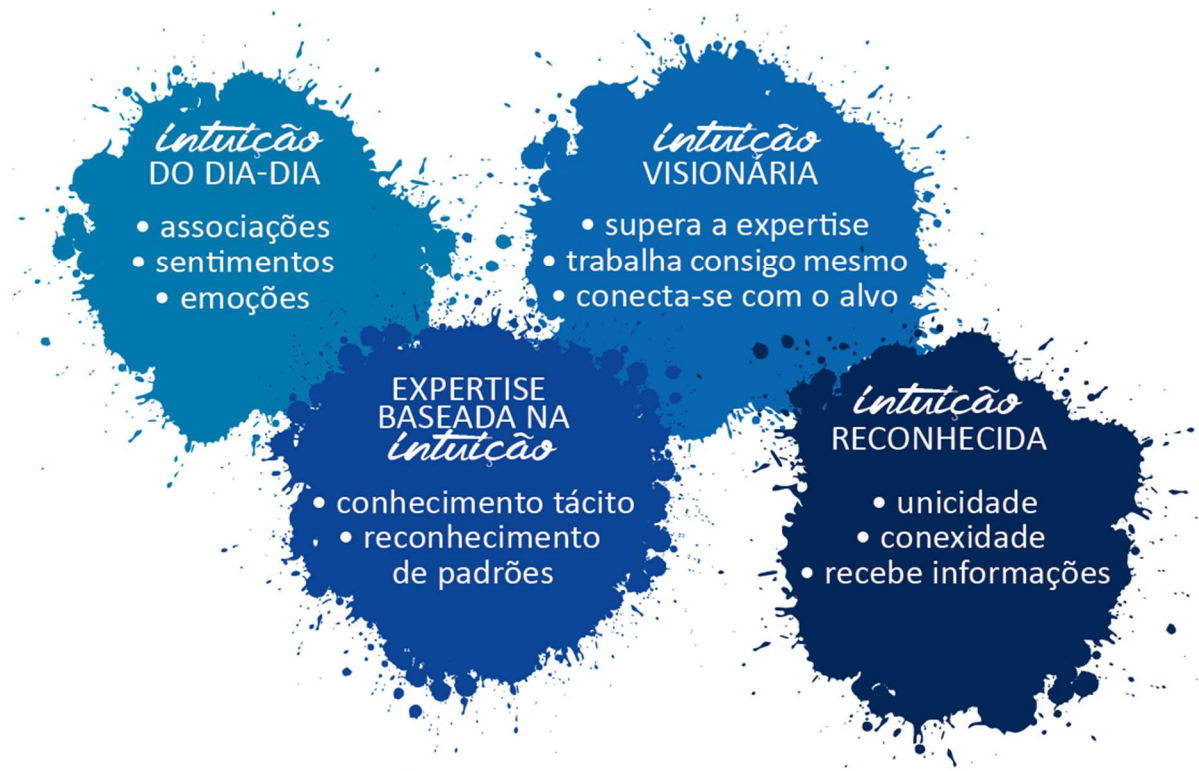 intuição
DO DIA-DIA
• associações
• sentimentos
• emoções
intuição
VISIONÁRIA
• supera a expertise
• trabalha consigo mesmo
• conecta-se com o alvo
EXPERTISE
BASEADA NA
intuição
• conhecimento tácito
• reconhecimento
de padrões
intuição
RECONHECIDA
• unicidade
• conexidade
• recebe informações